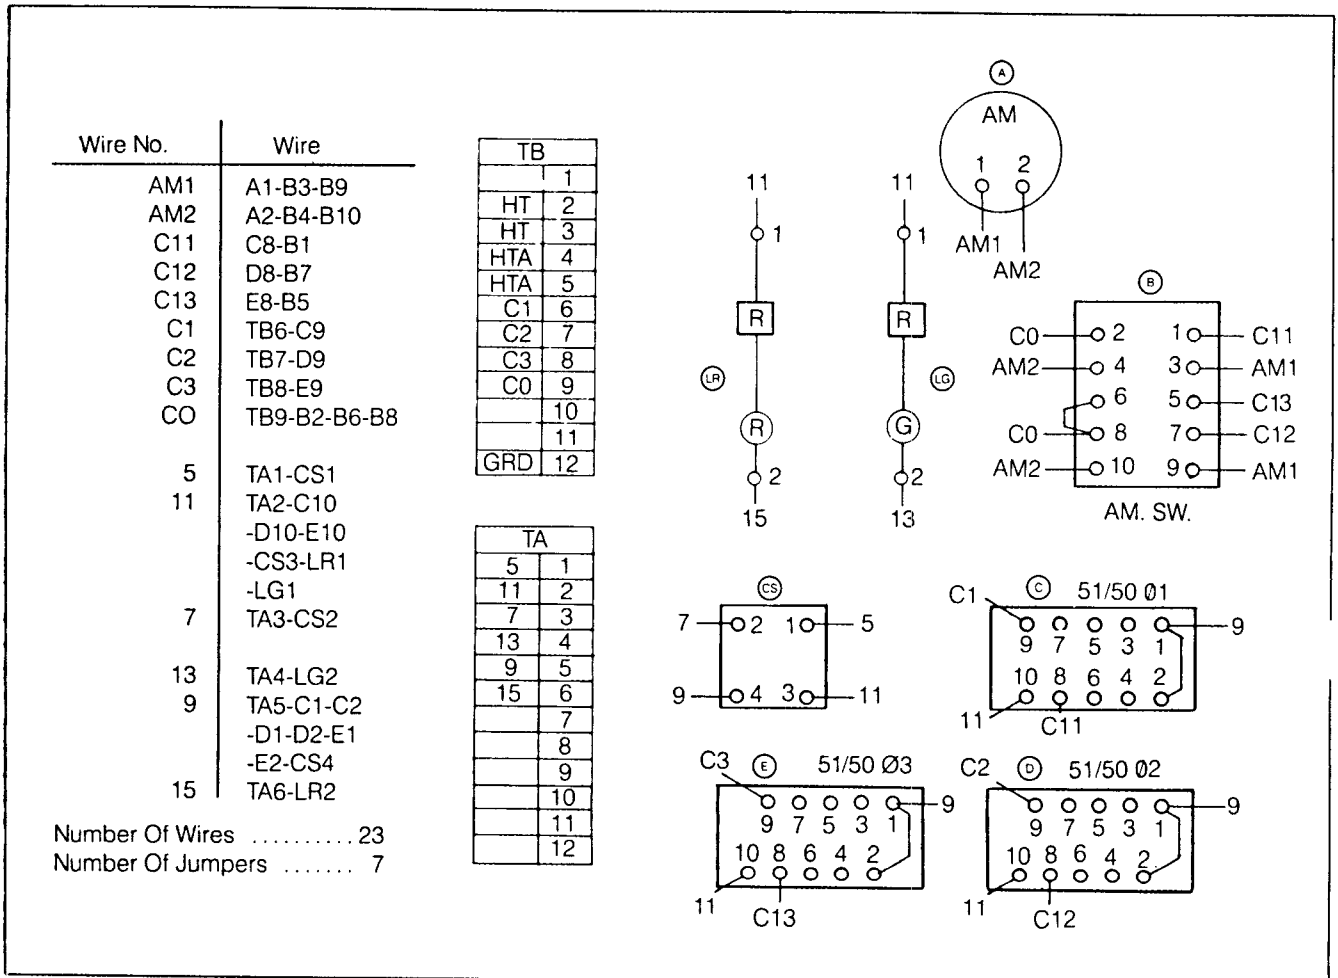 Wire No. Wire
AM1 A1-B3-B9
AM2 A2-B4-B10
C11 C8-B1
C12 D8-B7
C13 E8-B5
C1 TB6-C9
C2 TB7-D9
C3 TB8-E9
CO TB9-B2-B6-B8
5 TA1-CS1
11 TA2-C10
-D10-E10
-CS3-LR1
-LG1
7 TA3-CS2
13 TA4-LG2
9 TA5-C1-C2
-D1-D2-E1
-E2-CS4
15 TA6-LR2
Number Of Wires .......... 23
Number Of Jumpers ....... 7
TB
1
HT 2
HT 3
HTA 4
HTA 5
C1 6
C2 7
C3 8
C0 9
10
11
GRD 12
TA
5 1
11 2
7 3
13 4
9 5
15 6
7
8
9
10
11
12
11
1
R
LR
R
2
15
11
1
R
LG
G
2
13
A
AM
1 2
AM1
AM2
B
C0 2 1 C11
AM2 4 3 AM1
6 5 C13
C0 8 7 C12
AM2 10 9 AM1
AM. SW.
CS
7 2 1 5
9 4 3 11
C1 C 51/50 Ø1
9
9 7 5 3 1
10 8 6 4 2
11 C11
C3 E 51/50 Ø3
9
9 7 5 3 1
10 8 6 4 2
11 C13
C2 D 51/50 Ø2
9
9 7 5 3 1
10 8 6 4 2
11 C12